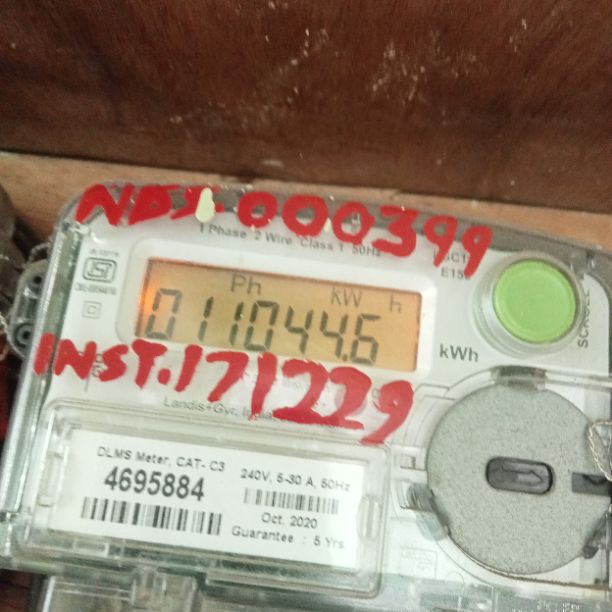 NDS 000399
1 Phase 2 Wire Class 1 50Hz
Ph kW h
011044.6
kWh
INST.171229
Landis+Gyr,
DLMS Meter, CAT- C3
4695884
240V, 5-30 A, 50Hz
Oct, 2020
Guarantee : 5 Yrs
SCROLL